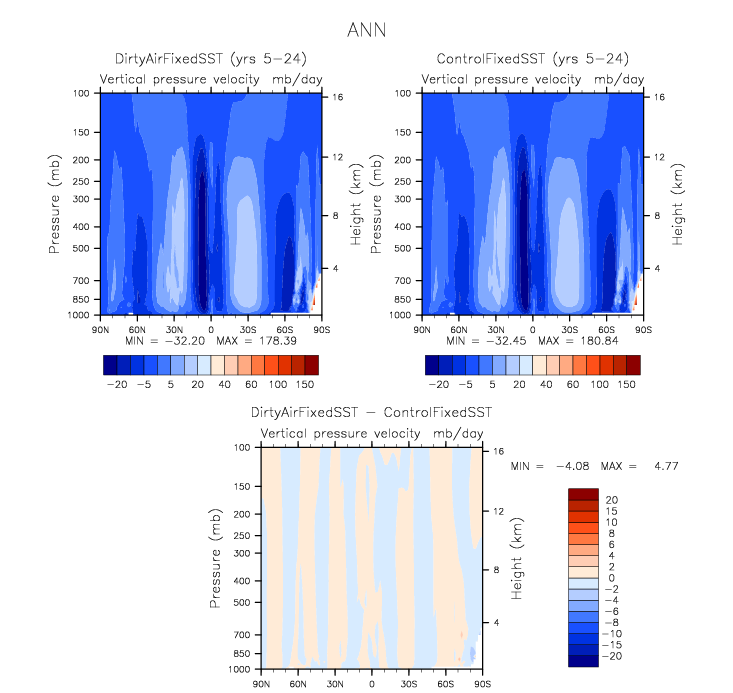 ANN
DirtyAirFixedSST (yrs 5-24)
Vertical pressure velocity mb/day
Pressure (mb)
100
150
200
250
300
400
500
700
850
1000
16
12
8
4
Height (km)
90N 60N 30N 0 30S 60S 90S
MIN = -32.20 MAX = 178.39
-20 -5 5 20 40 60 100 150
ControlFixedSST (yrs 5-24)
Vertical pressure velocity mb/day
Pressure (mb)
100
150
200
250
300
400
500
700
850
1000
16
12
8
4
Height (km)
90N 60N 30N 0 30S 60S 90S
MIN = -32.45 MAX = 180.84
-20 -5 5 20 40 60 100 150
DirtyAirFixedSST - ControlFixedSST
Vertical pressure velocity mb/day
Pressure (mb)
100
150
200
250
300
400
500
700
850
1000
16
12
8
4
Height (km)
90N 60N 30N 0 30S 60S 90S
MIN = -4.08 MAX = 4.77
20
15
10
8
6
4
2
0
-2
-4
-6
-8
-10
-15
-20